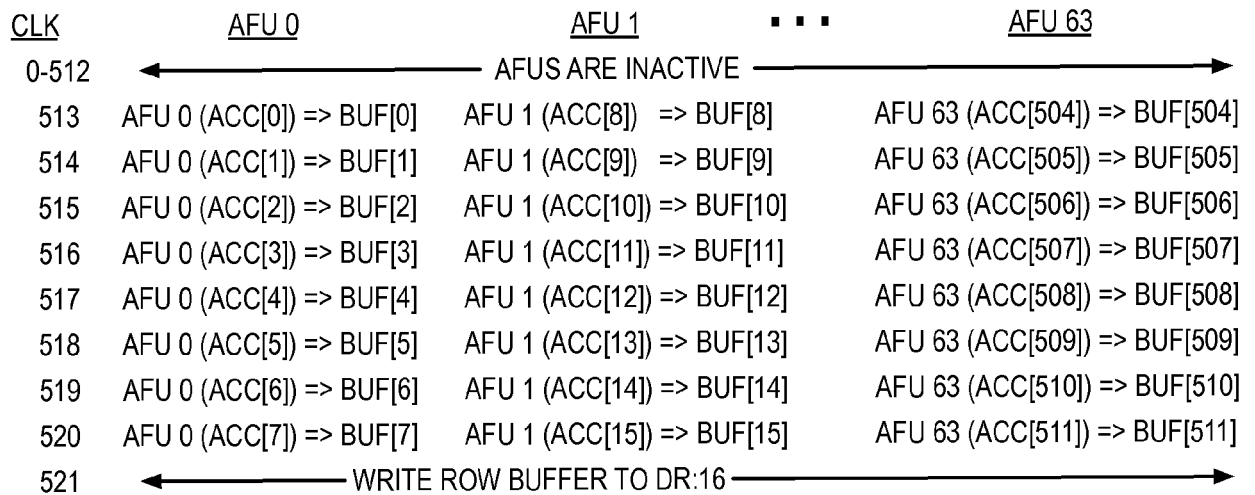 CLK AFU 0 AFU 1 ... AFU 63
0-512 AFUS ARE INACTIVE
513 AFU 0 (ACC[0]) => BUF[0] AFU 1 (ACC[8]) => BUF[8] AFU 63 (ACC[504]) => BUF[504]
514 AFU 0 (ACC[1]) => BUF[1] AFU 1 (ACC[9]) => BUF[9] AFU 63 (ACC[505]) => BUF[505]
515 AFU 0 (ACC[2]) => BUF[2] AFU 1 (ACC[10]) => BUF[10] AFU 63 (ACC[506]) => BUF[506]
516 AFU 0 (ACC[3]) => BUF[3] AFU 1 (ACC[11]) => BUF[11] AFU 63 (ACC[507]) => BUF[507]
517 AFU 0 (ACC[4]) => BUF[4] AFU 1 (ACC[12]) => BUF[12] AFU 63 (ACC[508]) => BUF[508]
518 AFU 0 (ACC[5]) => BUF[5] AFU 1 (ACC[13]) => BUF[13] AFU 63 (ACC[509]) => BUF[509]
519 AFU 0 (ACC[6]) => BUF[6] AFU 1 (ACC[14]) => BUF[14] AFU 63 (ACC[510]) => BUF[510]
520 AFU 0 (ACC[7]) => BUF[7] AFU 1 (ACC[15]) => BUF[15] AFU 63 (ACC[511]) => BUF[511]
521 WRITE ROW BUFFER TO DR:16